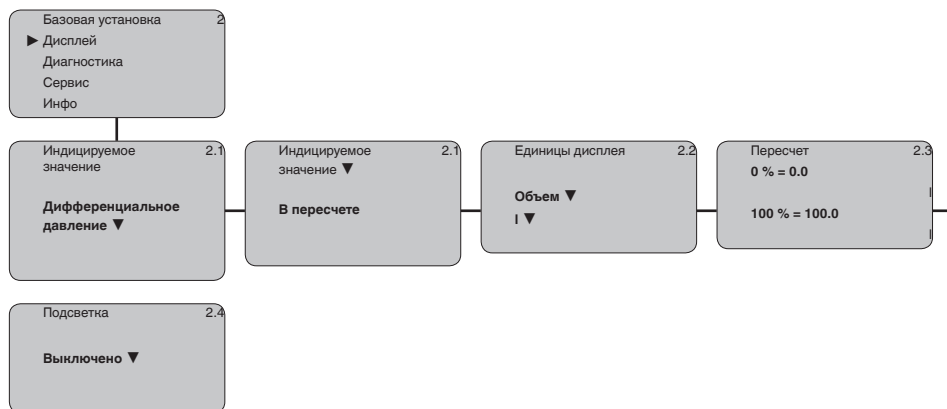 Базовая установка 2
▶ Дисплей
Диагностика
Сервис
Инфо
Индицируемое 2.1
значение
Дифференциальное
давление ▼
Индицируемое 2.1
значение ▼
В пересчете
Единицы дисплея 2.2
Объем ▼
l ▼
Пересчет 2.3
0 % = 0.0
l
100 % = 100.0
l
Подсветка 2.4
Выключено ▼